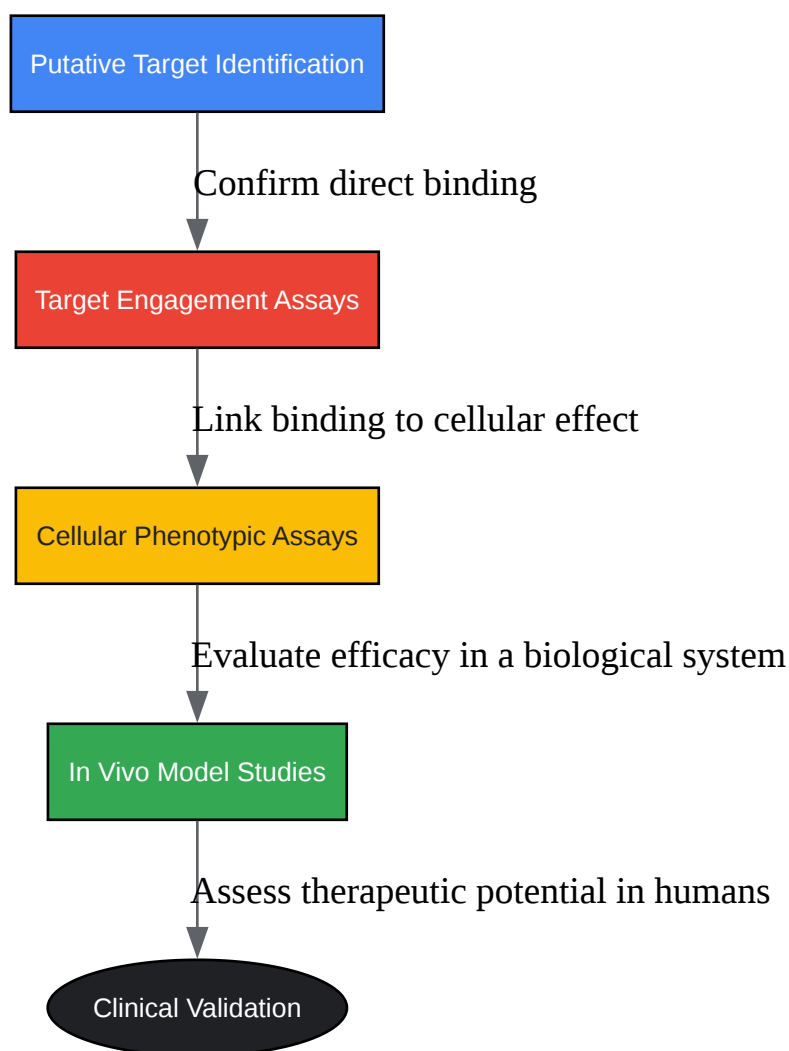 Putative Target Identification
Confirm direct binding
Target Engagement Assays
Link binding to cellular effect
Cellular Phenotypic Assays
Evaluate efficacy in a biological system
In Vivo Model Studies
Assess therapeutic potential in humans
Clinical Validation